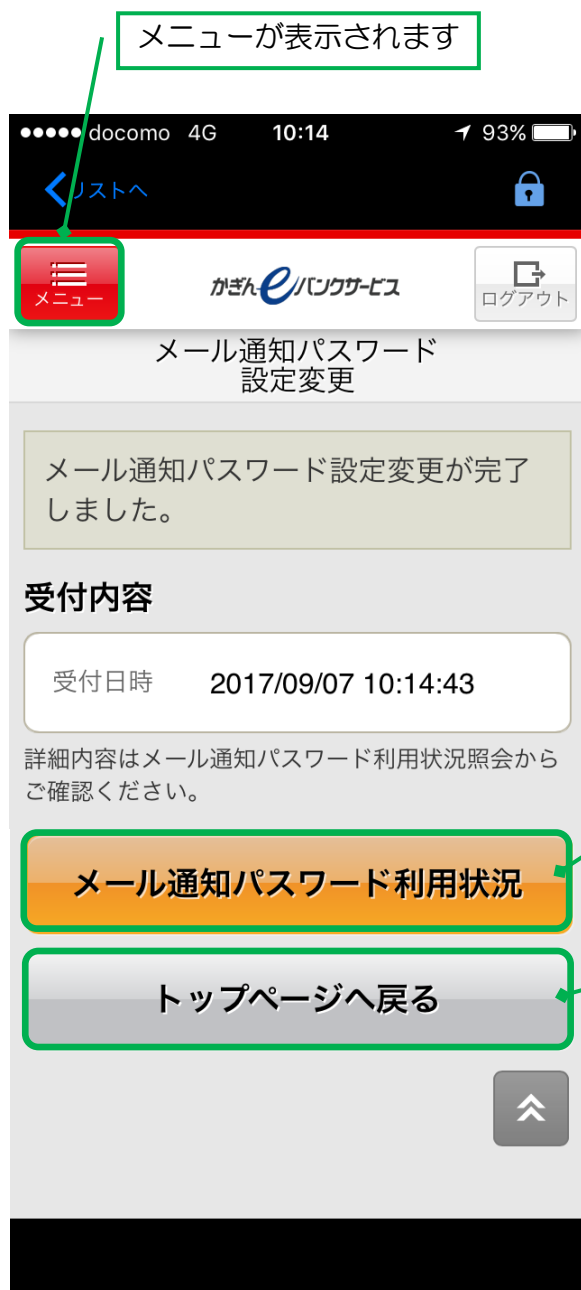 メニューが表示されます
docomo 4G 10:14 93%
リストへ
メニュー かぎんeバンクサービス ログアウト
メール通知パスワード
設定変更
メール通知パスワード設定変更が完了
しました。
受付内容
受付日時 2017/09/07 10:14:43
詳細内容はメール通知パスワード利用状況照会から
ご確認ください。
メール通知パスワード利用状況
トップページへ戻る